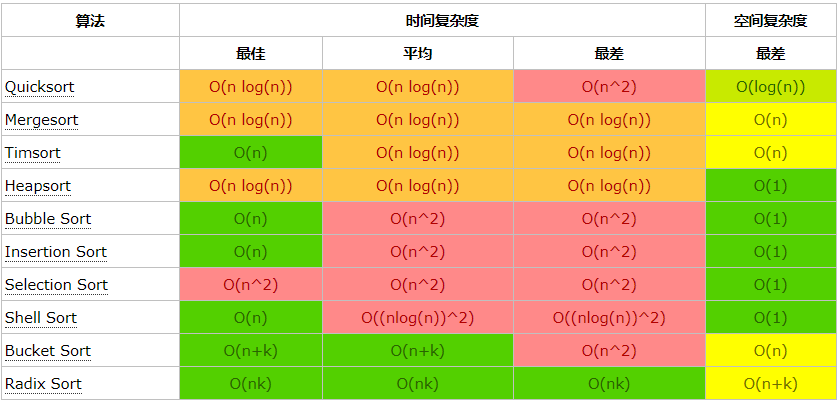 算法 时间复杂度 空间复杂度
最佳 平均 最差 最差
Quicksort O(n log(n)) O(n log(n)) O(n^2) O(log(n))
Mergesort O(n log(n)) O(n log(n)) O(n log(n)) O(n)
Timsort O(n) O(n log(n)) O(n log(n)) O(n)
Heapsort O(n log(n)) O(n log(n)) O(n log(n)) O(1)
Bubble Sort O(n) O(n^2) O(n^2) O(1)
Insertion Sort O(n) O(n^2) O(n^2) O(1)
Selection Sort O(n^2) O(n^2) O(n^2) O(1)
Shell Sort O(n) O((nlog(n))^2) O((nlog(n))^2) O(1)
Bucket Sort O(n+k) O(n+k) O(n^2) O(n)
Radix Sort O(nk) O(nk) O(nk) O(n+k)